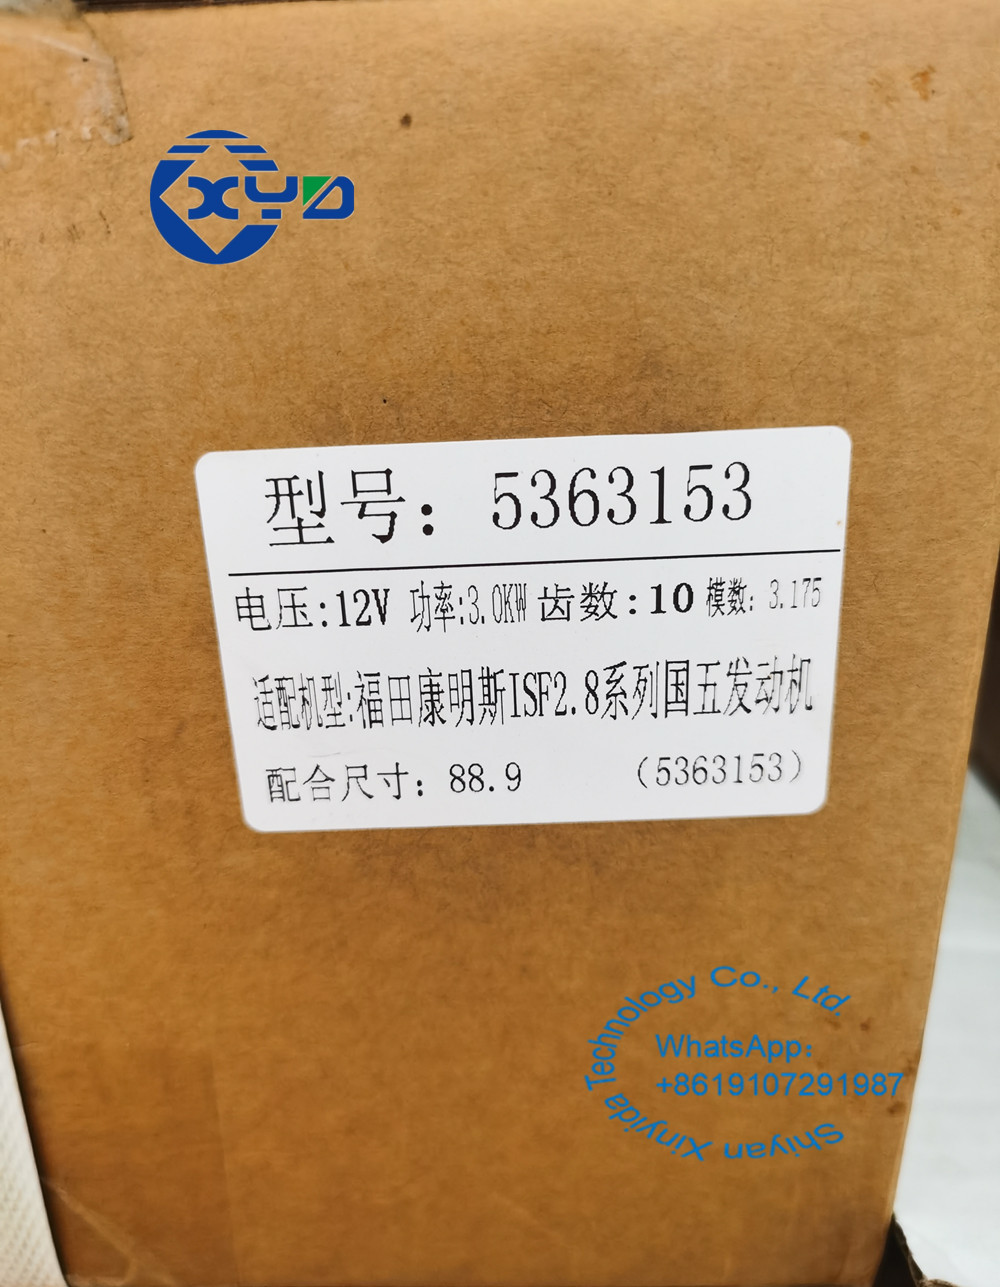 XYD
型号：5363153
电压:12V 功率:3.0KW 齿数:10 模数:3.175
适配机型:福田康明斯ISF2.8系列国五发动机
配合尺寸：88.9 （5363153）
Shiyan Xinyida Technology Co., Ltd.
WhatsApp：
+8619107291987